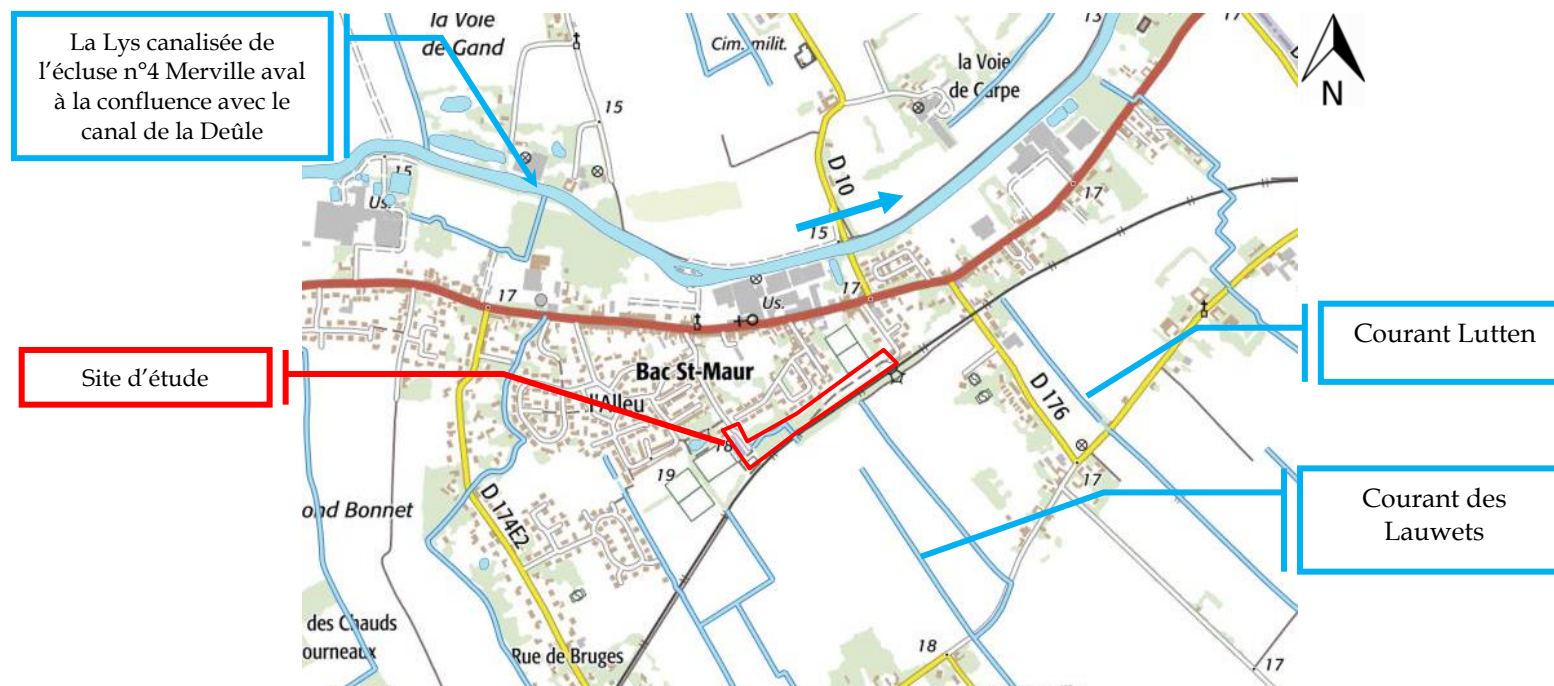 La Lys canalisée de
l’écluse n°4 Merville aval
à la confluence avec le
canal de la Deûle
la Voie
de Gand
Cim. milit.
la Voie
de Carpe
13
17
N
15
15
Us.
D 10
15
17
17
17
Us.
Site d’étude
Bac St-Maur
l'Alleu
18
19
D 176
Courant Lutten
ond Bonnet
D 174E2
17
Courant des
Lauwets
des Chauds
ourneaux
Rue de Bruges
18
17